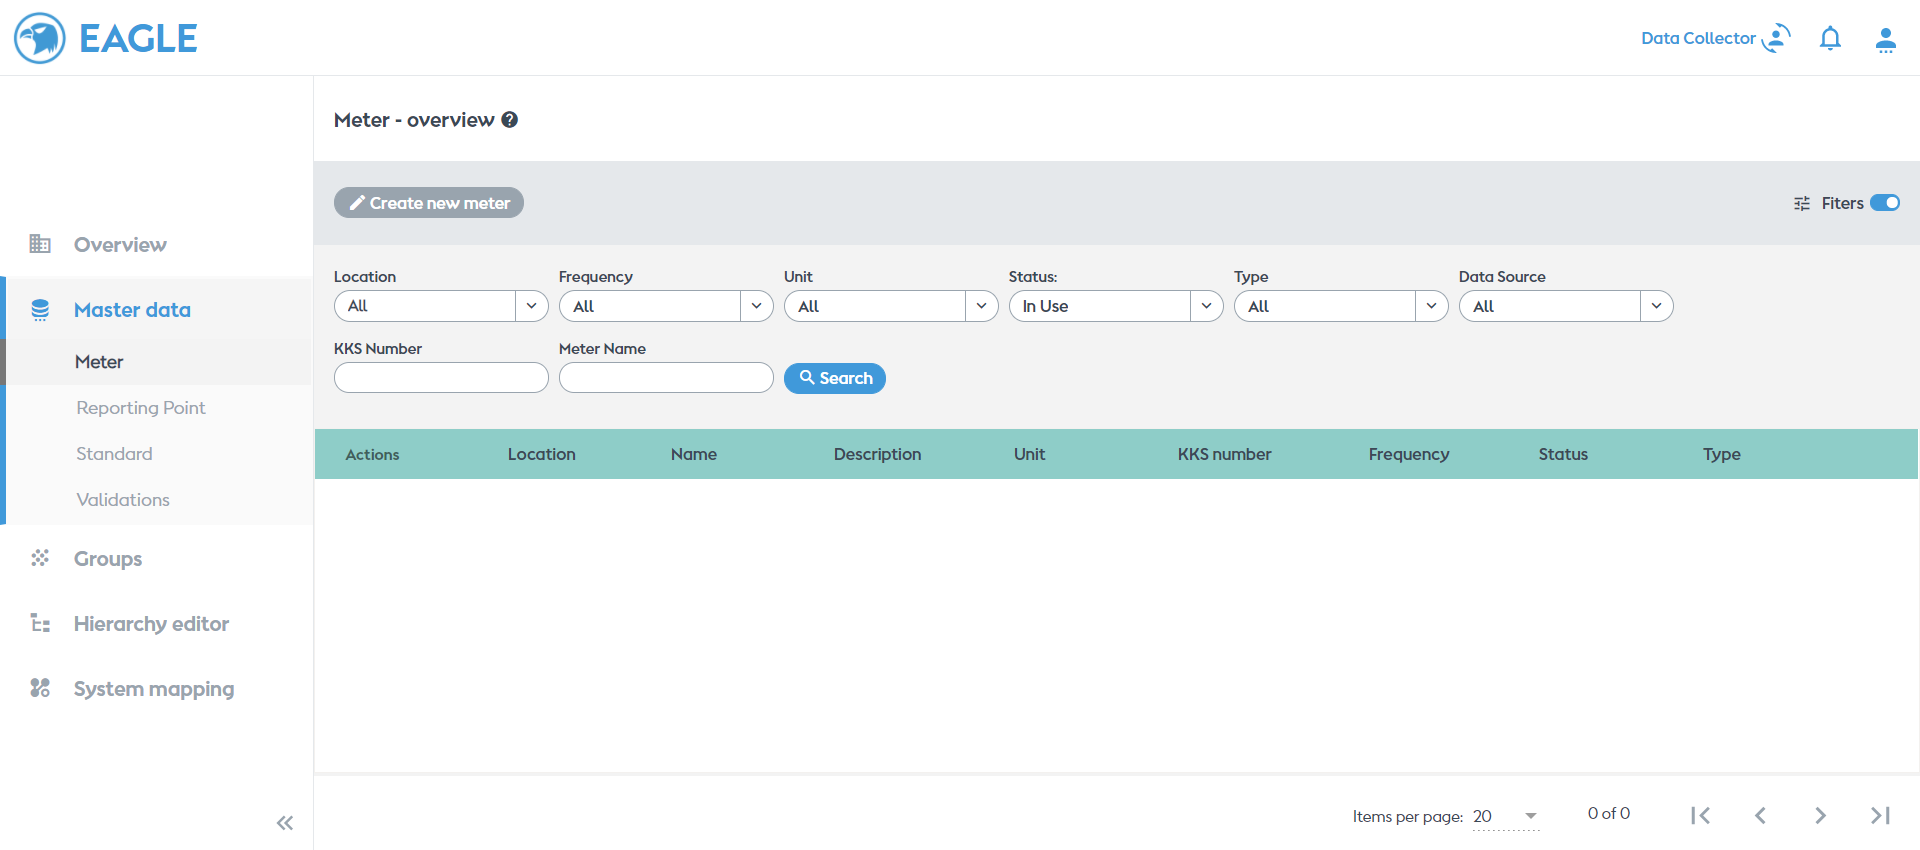 EAGLE
Data Collector
Meter - overview
Create new meter
Fiters
Overview
Master data
Meter
Reporting Point
Standard
Validations
Groups
Hierarchy editor
System mapping
Location Frequency Unit Status: Type Data Source
All All All In Use All All
KKS Number Meter Name
Search
Actions Location Name Description Unit KKS number Frequency Status Type
Items per page: 20 0 of 0